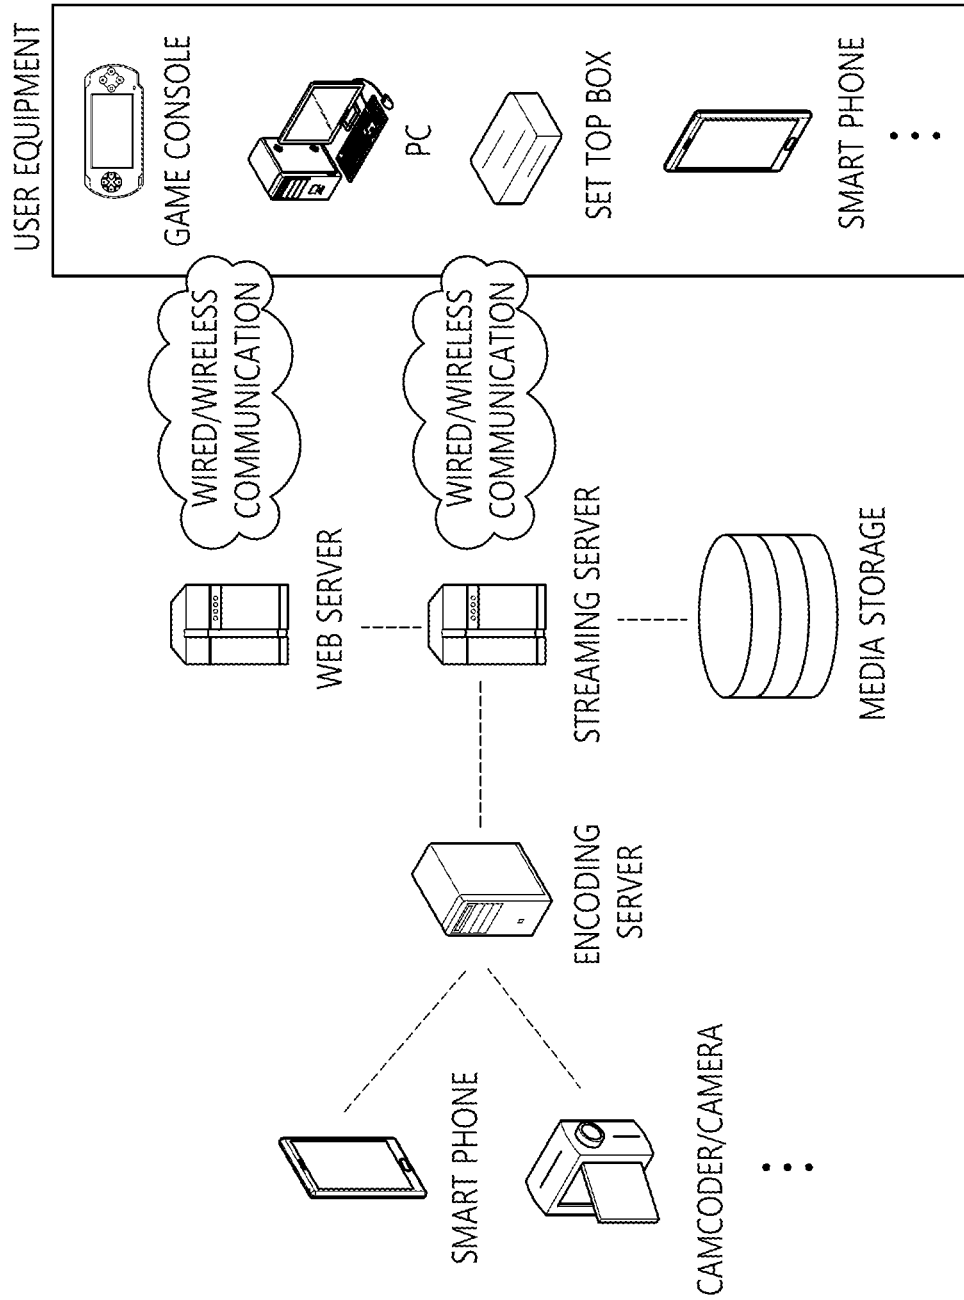 USER EQUIPMENT
GAME CONSOLE
PC
SET TOP BOX
SMART PHONE
WIRED/WIRELESS
COMMUNICATION
WIRED/WIRELESS
COMMUNICATION
WEB SERVER
STREAMING SERVER
MEDIA STORAGE
ENCODING
SERVER
SMART PHONE
CAMCODER/CAMERA